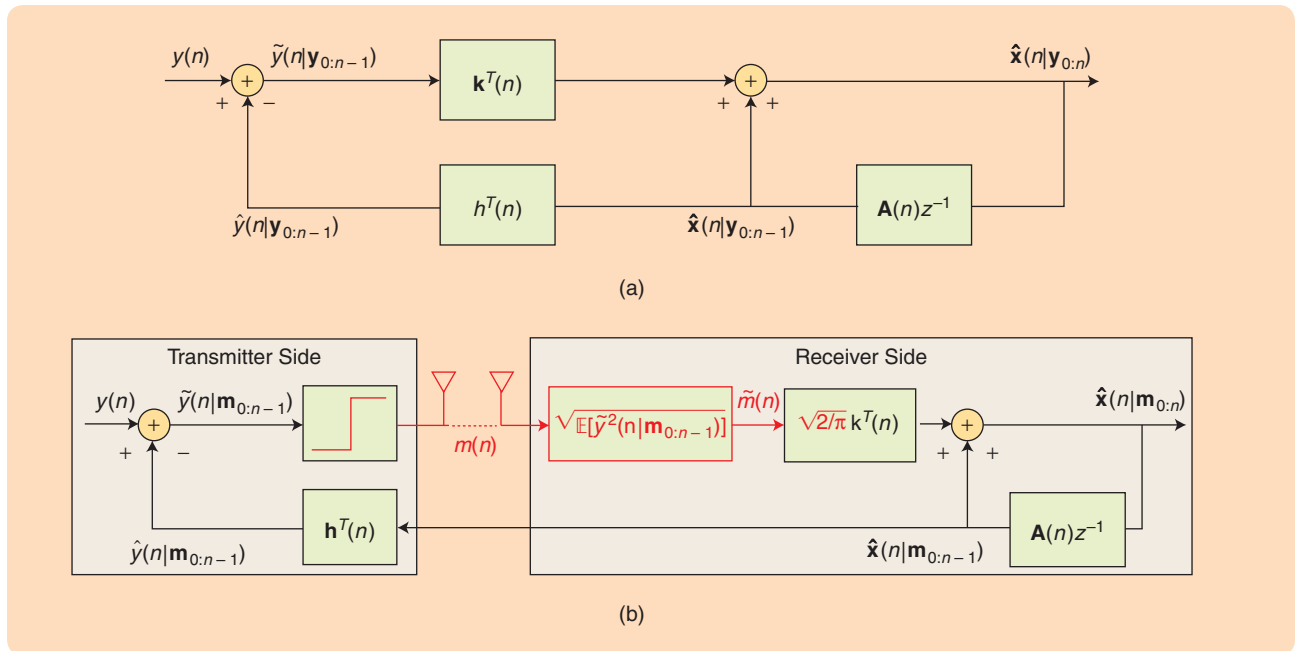 y(n)
ỹ(n|𝐲₀:ₙ₋₁)
+
+
−
𝐤ᵀ(n)
+
+
+
𝐱̂(n|𝐲₀:ₙ)
hᵀ(n)
𝐀(n)z⁻¹
ŷ(n|𝐲₀:ₙ₋₁)
𝐱̂(n|𝐲₀:ₙ₋₁)
(a)
Transmitter Side
Receiver Side
y(n)
ỹ(n|𝐦₀:ₙ₋₁)
+
+
−
m(n)
√𝔼[ỹ²(n|𝐦₀:ₙ₋₁)]
m̃(n)
√2/π kᵀ(n)
+
+
+
𝐱̂(n|𝐦₀:ₙ)
𝐡ᵀ(n)
𝐀(n)z⁻¹
ŷ(n|𝐦₀:ₙ₋₁)
𝐱̂(n|𝐦₀:ₙ₋₁)
(b)